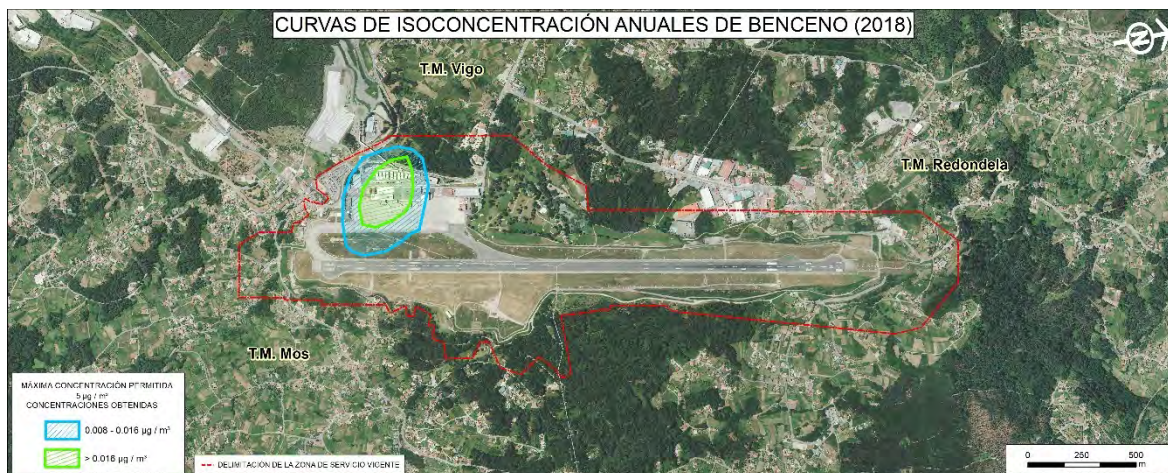 CURVAS DE ISOCONCENTRACIÓN ANUALES DE BENCENO (2018)
N
T.M. Vigo
T.M. Redondela
T.M. Mos
MÁXIMA CONCENTRACIÓN PERMITIDA
5 µg / m³
CONCENTRACIONES OBTENIDAS
0.008 - 0.016 µg / m³
> 0.016 µg / m³
DELIMITACIÓN DE LA ZONA DE SERVICIO VIGENTE
0 250 500
m